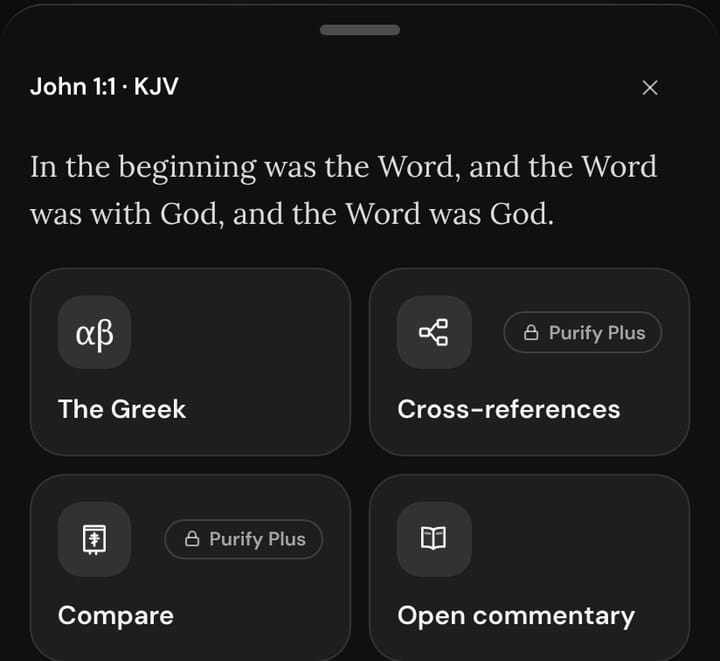 John 1:1 · KJV
In the beginning was the Word, and the Word
was with God, and the Word was God.
αβ
The Greek
Purify Plus
Cross-references
Purify Plus
Compare
Open commentary